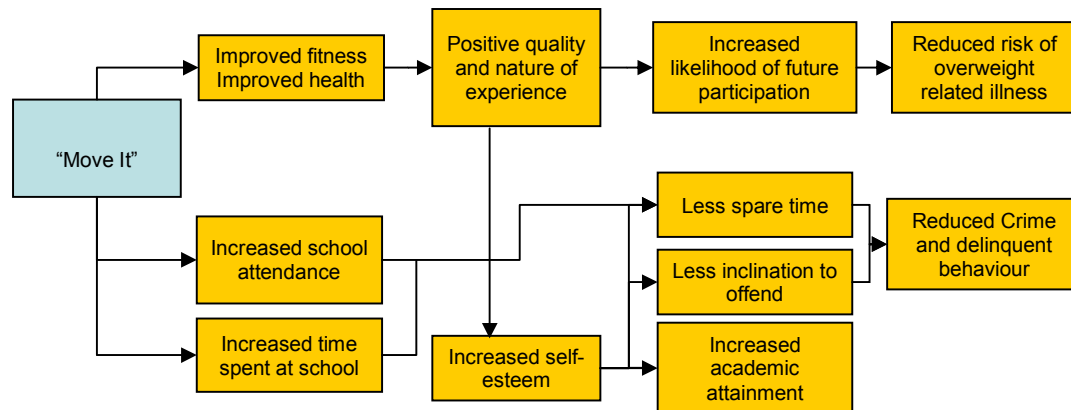 Improved fitness
Improved health
Positive quality
and nature of
experience
Increased
likelihood of future
participation
Reduced risk of
overweight
related illness
“Move It”
Increased school
attendance
Less spare time
Reduced Crime
and delinquent
behaviour
Less inclination to
offend
Increased time
spent at school
Increased self-
esteem
Increased
academic
attainment